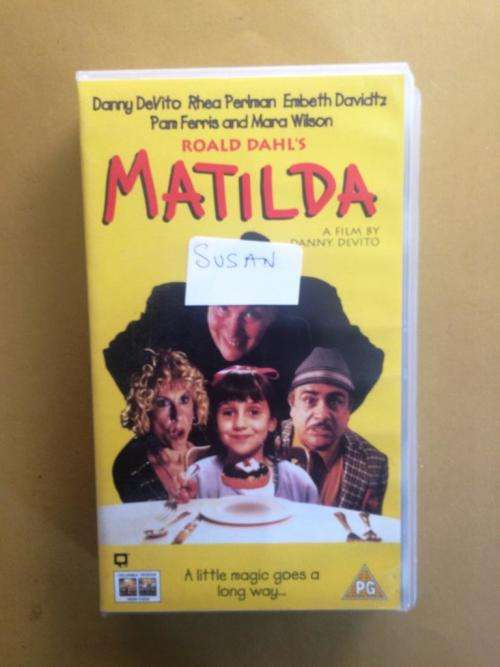 Danny DeVito Rhea Perlman Embeth Davidtz
Pam Ferris and Mara Wilson
ROALD DAHL'S
MATILDA
A FILM BY
DANNY DEVITO
SUSAN
A little magic goes a
long way...
PG